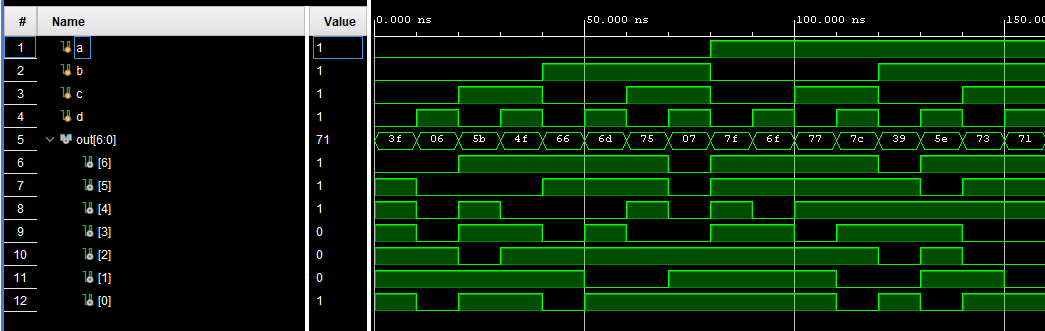 # Name Value 0.000 ns 50.000 ns 100.000 ns 150.00
1 a 1
2 b 1
3 c 1
4 d 1
5 out[6:0] 71 3f 06 5b 4f 66 6d 75 07 7f 6f 77 7c 39 5e 73 71
6 [6] 1
7 [5] 1
8 [4] 1
9 [3] 0
10 [2] 0
11 [1] 0
12 [0] 1